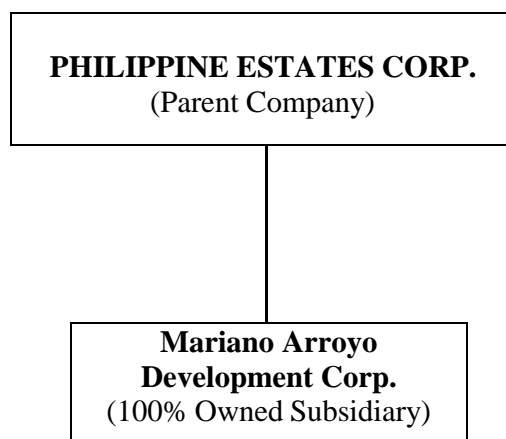 PHILIPPINE ESTATES CORP.
(Parent Company)
Mariano Arroyo
Development Corp.
(100% Owned Subsidiary)